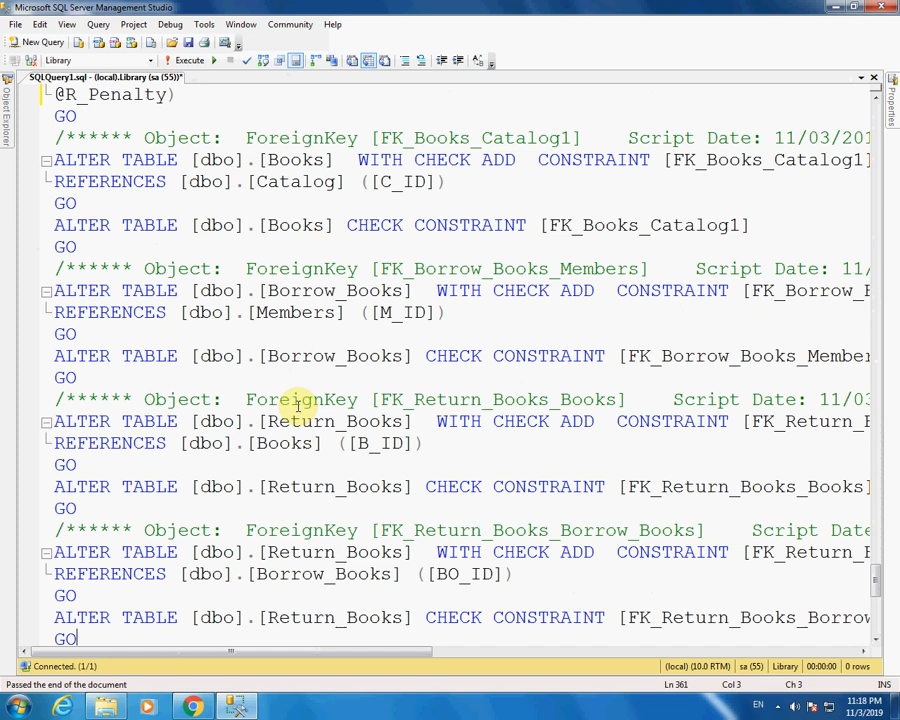 Microsoft SQL Server Management Studio
File Edit View Query Project Debug Tools Window Community Help
New Query
Library Execute
SQLQuery1.sql - (local).Library (sa (55))*
Object Explorer
Properties
@R_Penalty)
GO
/****** Object:  ForeignKey [FK_Books_Catalog1]    Script Date: 11/03/201
ALTER TABLE [dbo].[Books]  WITH CHECK ADD  CONSTRAINT [FK_Books_Catalog1]
REFERENCES [dbo].[Catalog] ([C_ID])
GO
ALTER TABLE [dbo].[Books] CHECK CONSTRAINT [FK_Books_Catalog1]
GO
/****** Object:  ForeignKey [FK_Borrow_Books_Members]    Script Date: 11/
ALTER TABLE [dbo].[Borrow_Books]  WITH CHECK ADD  CONSTRAINT [FK_Borrow_B
REFERENCES [dbo].[Members] ([M_ID])
GO
ALTER TABLE [dbo].[Borrow_Books] CHECK CONSTRAINT [FK_Borrow_Books_Member
GO
/****** Object:  ForeignKey [FK_Return_Books_Books]    Script Date: 11/03
ALTER TABLE [dbo].[Return_Books]  WITH CHECK ADD  CONSTRAINT [FK_Return_B
REFERENCES [dbo].[Books] ([B_ID])
GO
ALTER TABLE [dbo].[Return_Books] CHECK CONSTRAINT [FK_Return_Books_Books]
GO
/****** Object:  ForeignKey [FK_Return_Books_Borrow_Books]    Script Date
ALTER TABLE [dbo].[Return_Books]  WITH CHECK ADD  CONSTRAINT [FK_Return_B
REFERENCES [dbo].[Borrow_Books] ([BO_ID])
GO
ALTER TABLE [dbo].[Return_Books] CHECK CONSTRAINT [FK_Return_Books_Borrow
GO
Connected. (1/1) (local) (10.0 RTM) sa (55) Library 00:00:00 0 rows
Passed the end of the document Ln 361 Col 3 Ch 3 INS
EN 11:18 PM
11/3/2019